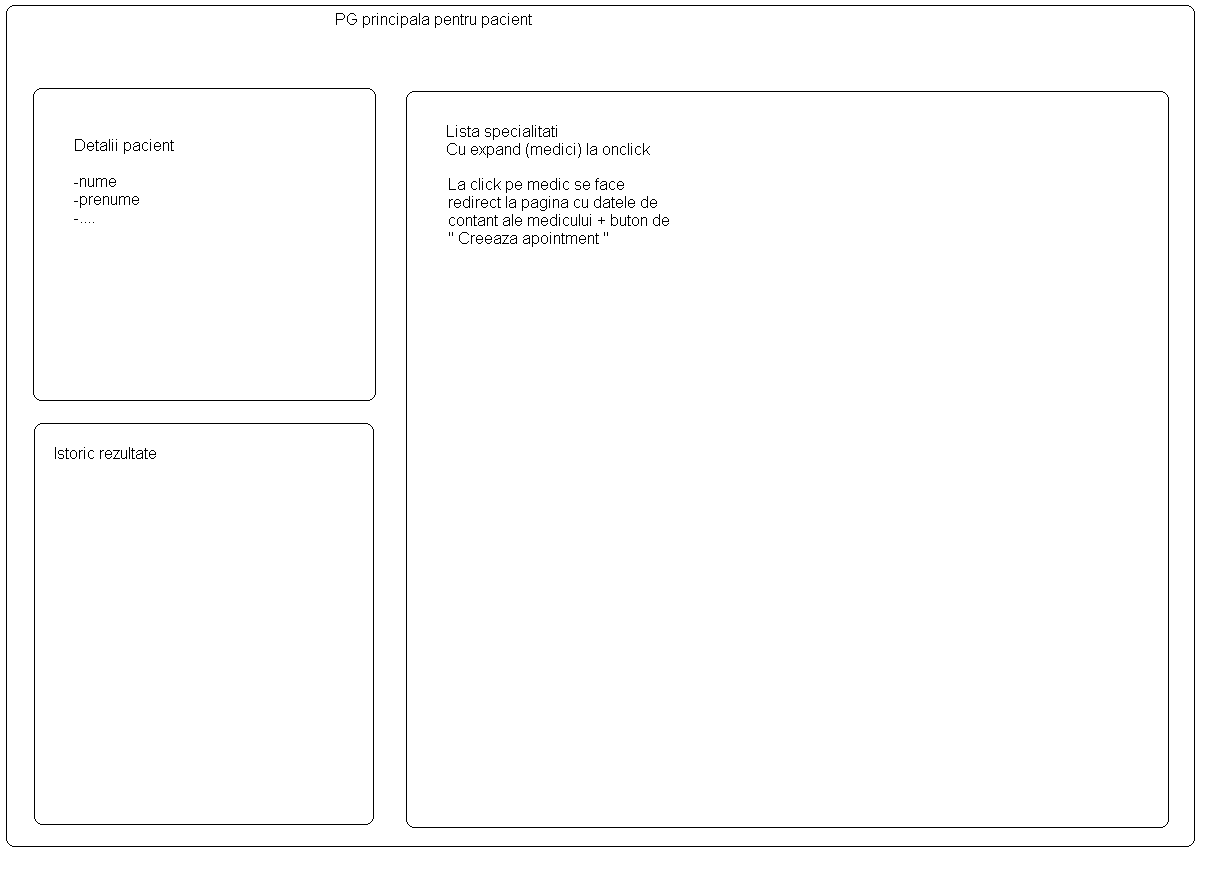 PG principala pentru pacient
Detalii pacient
-nume
-prenume
-....
Istoric rezultate
Lista specialitati
Cu expand (medici) la onclick
La click pe medic se face
redirect la pagina cu datele de
contant ale medicului + buton de
" Creeaza apointment "